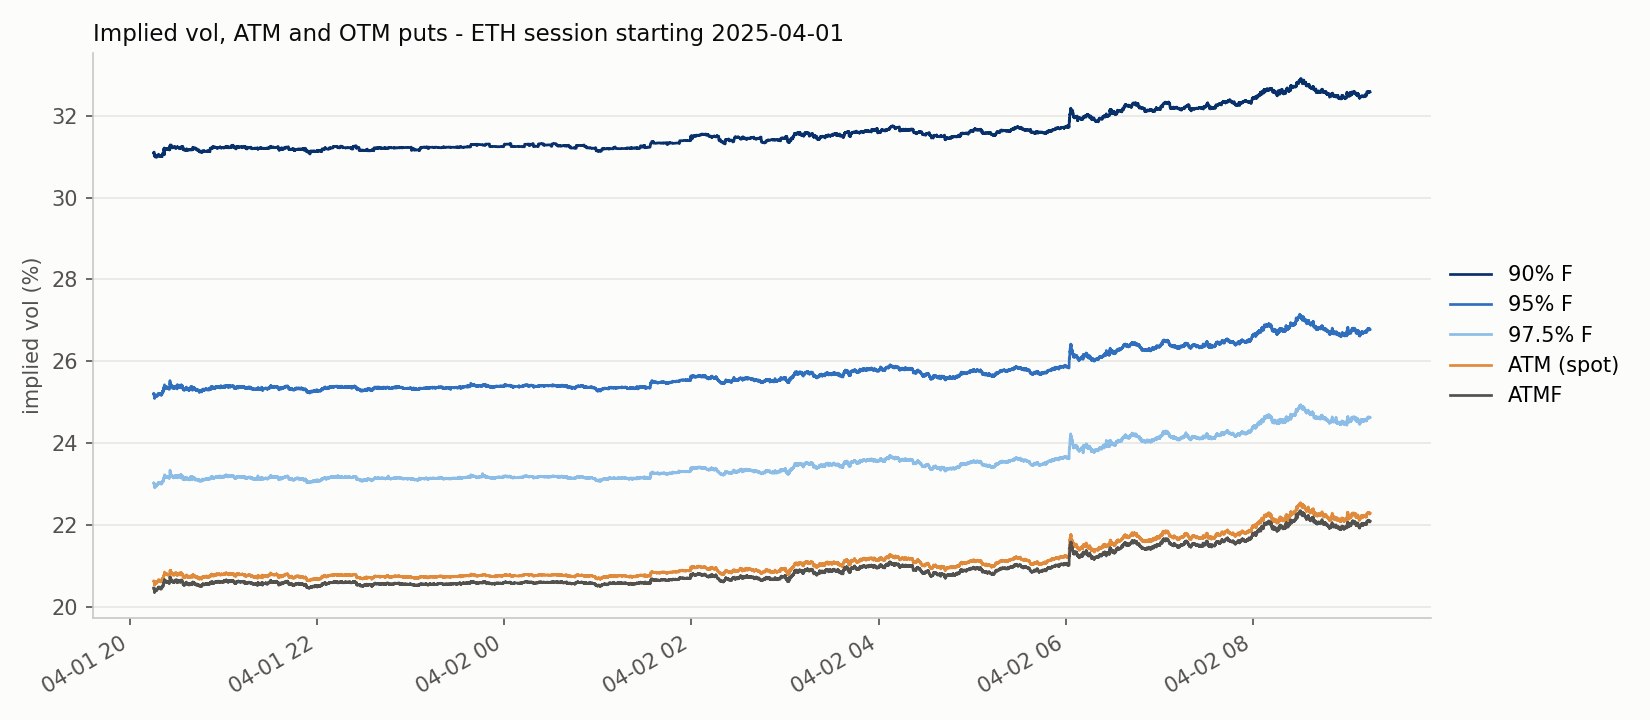 Implied vol, ATM and OTM puts - ETH session starting 2025-04-01
implied vol (%)
32
30
28
26
24
22
20
04-01 20
04-01 22
04-02 00
04-02 02
04-02 04
04-02 06
04-02 08
90% F
95% F
97.5% F
ATM (spot)
ATMF